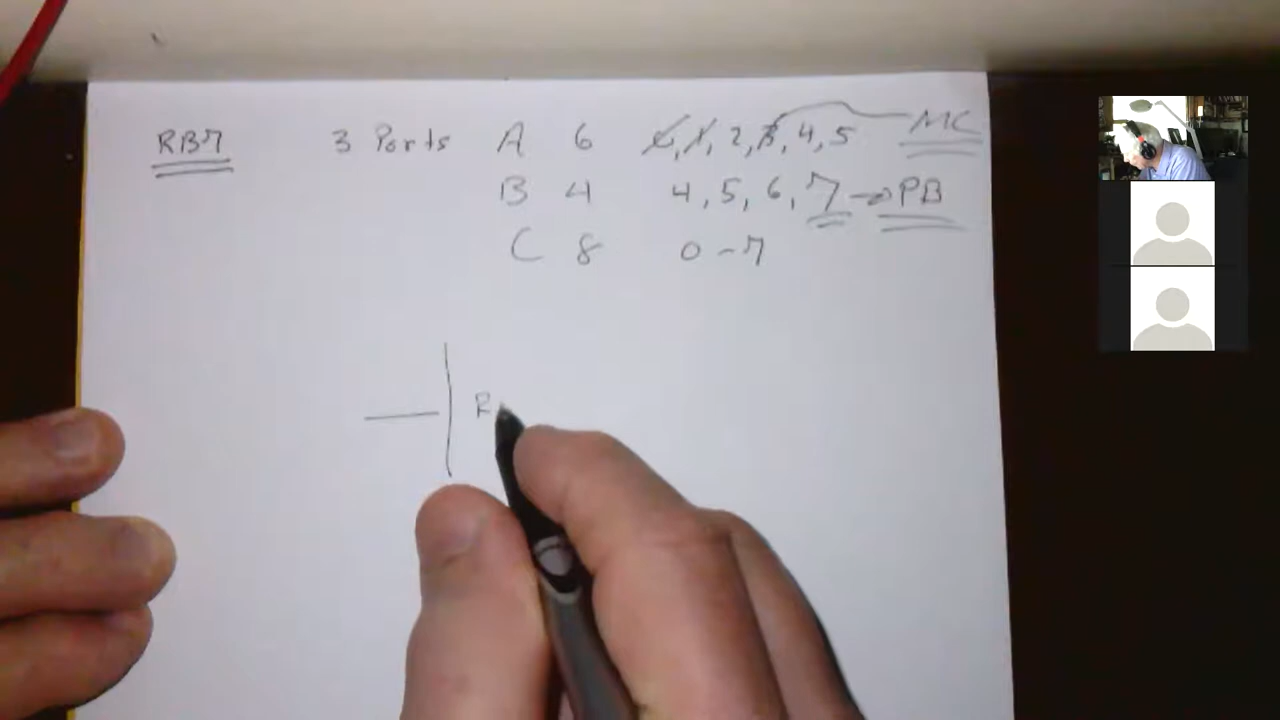 RB7 3 Ports A 6 0, 1, 2, 3, 4, 5 MC
B 4 4, 5, 6, 7 → PB
C 8 0-7
R